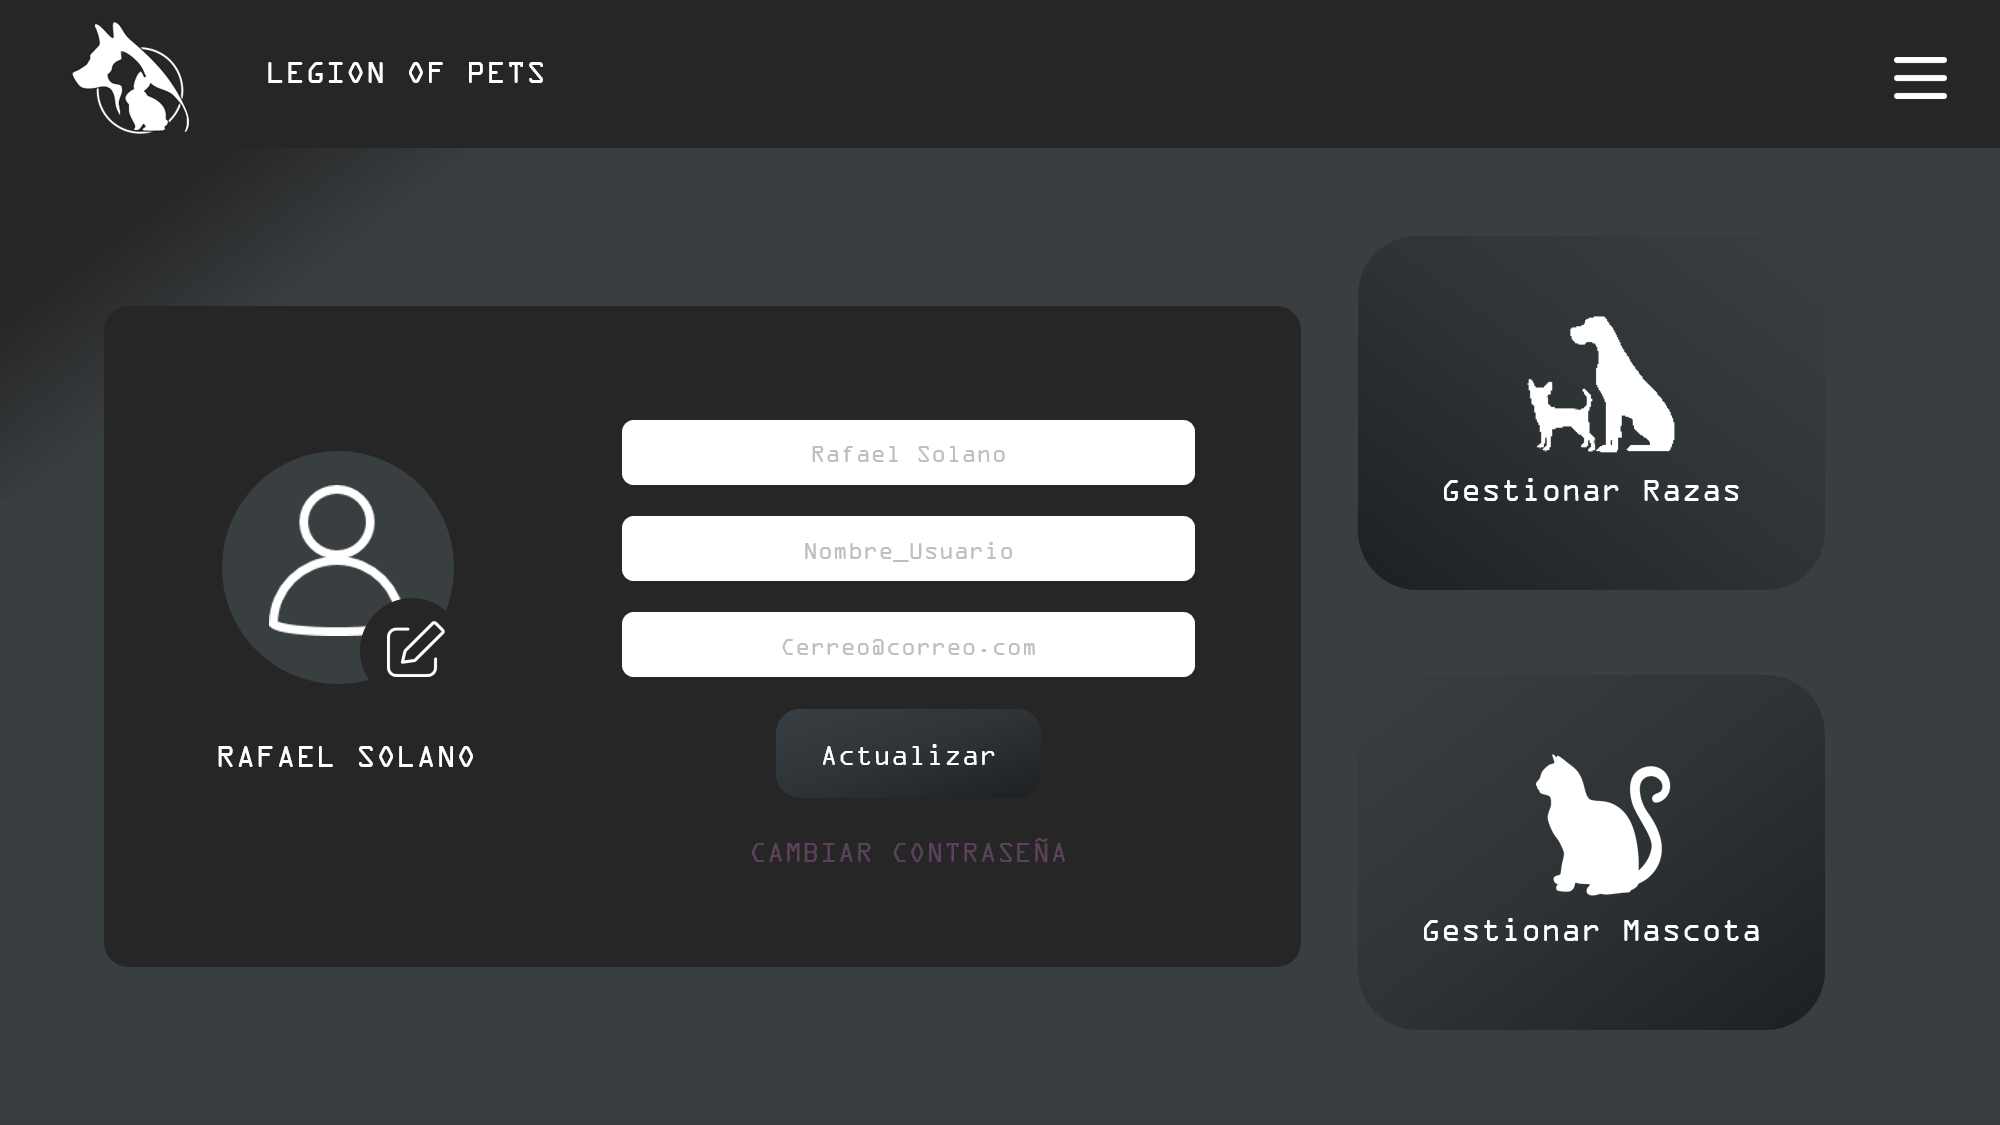 LEGION OF PETS
Rafael Solano
Nombre_Usuario
Cerreo@correo.com
RAFAEL SOLANO
Actualizar
CAMBIAR CONTRASEÑA
Gestionar Razas
Gestionar Mascota